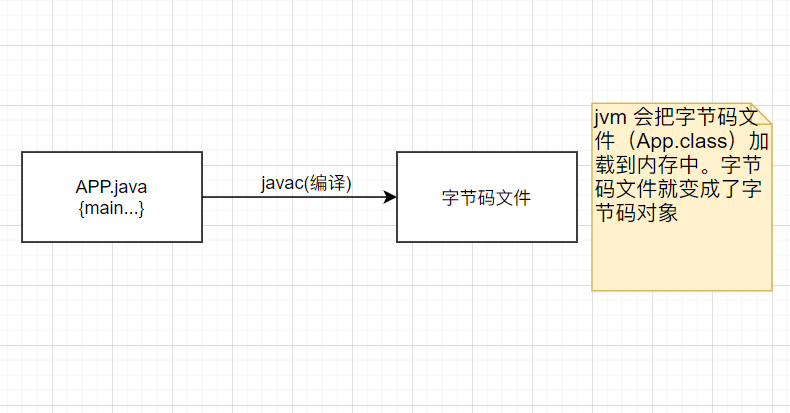 APP.java
{main...}
javac(编译)
字节码文件
jvm 会把字节码文
件（App.class）加
载到内存中。字节
码文件就变成了字
节码对象